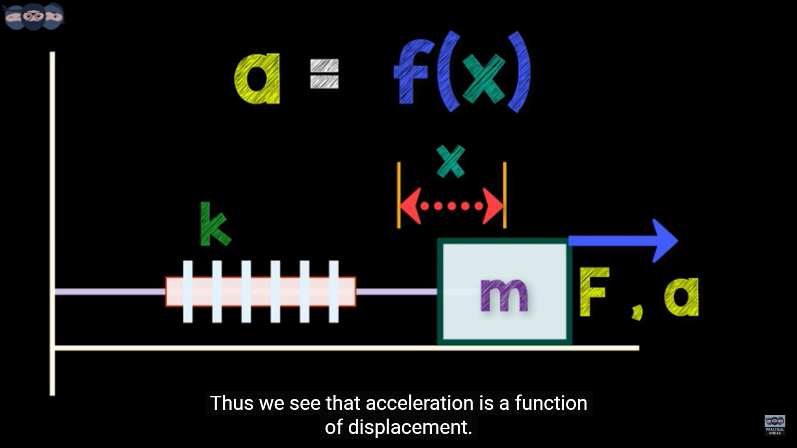 a = f(x)
x
k
m
F , a
Thus we see that acceleration is a function
of displacement.